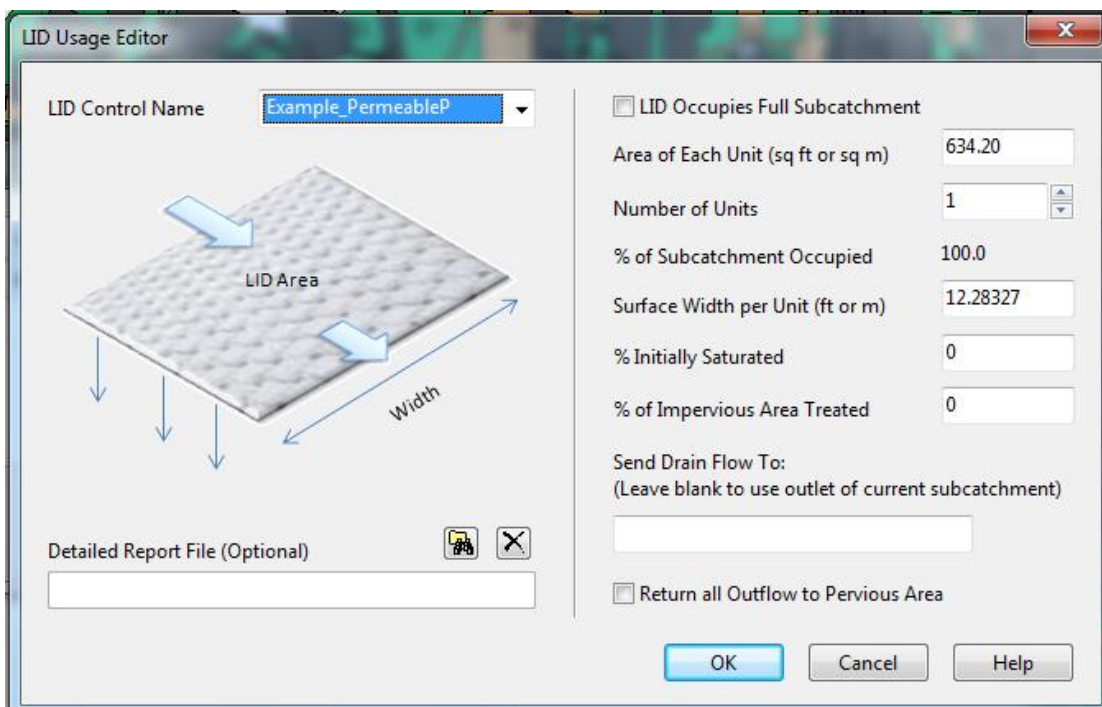 LID Usage Editor
LID Control Name
Example_PermeableP
LID Area
Width
Detailed Report File (Optional)
LID Occupies Full Subcatchment
Area of Each Unit (sq ft or sq m)
634.20
Number of Units
1
% of Subcatchment Occupied
100.0
Surface Width per Unit (ft or m)
12.28327
% Initially Saturated
0
% of Impervious Area Treated
0
Send Drain Flow To:
(Leave blank to use outlet of current subcatchment)
Return all Outflow to Pervious Area
OK
Cancel
Help